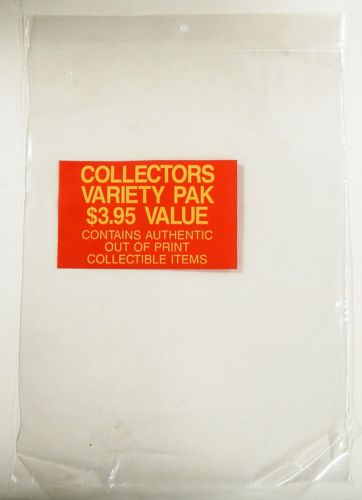 COLLECTORS
VARIETY PAK
$3.95 VALUE
CONTAINS AUTHENTIC
OUT OF PRINT
COLLECTIBLE ITEMS